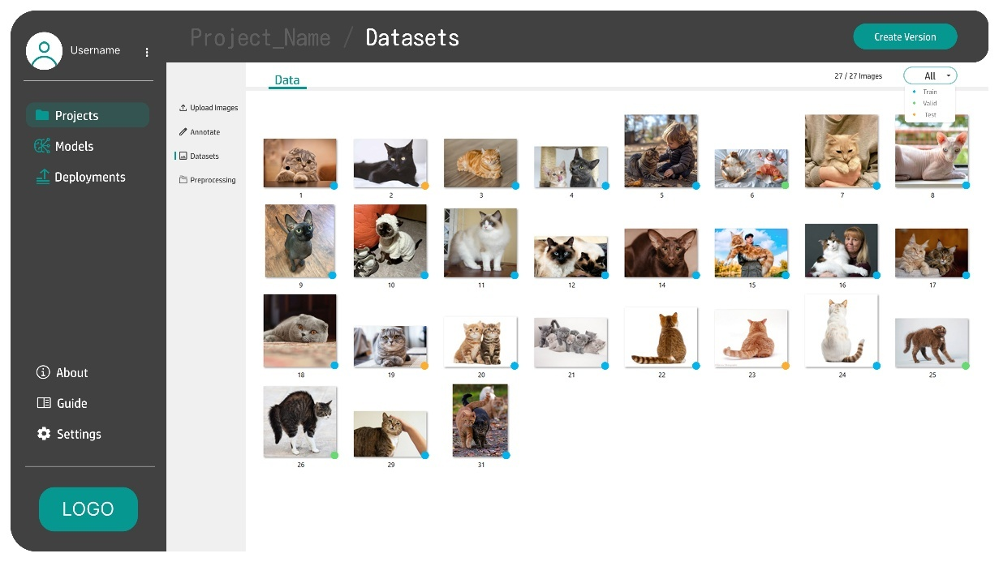 Username
Project_Name / Datasets
Create Version
Projects
Models
Deployments
About
Guide
Settings
LOGO
Upload Images
Annotate
Datasets
Preprocessing
Data
27 / 27 Images
All
Train
Valid
Test
1
2
3
4
5
6
7
8
9
10
11
12
14
15
16
17
18
19
20
21
22
23
24
25
26
29
31